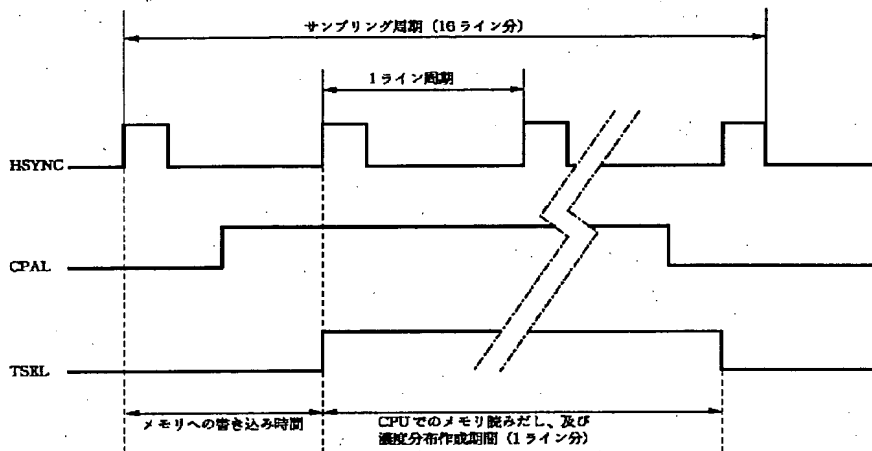 サンプリング周期（16ライン分）
1ライン周期
HSYNC
CPAL
TSEL
メモリへの書き込み時間
CPUでのメモリ読みだし、及び
濃度分布作成期間（1ライン分）